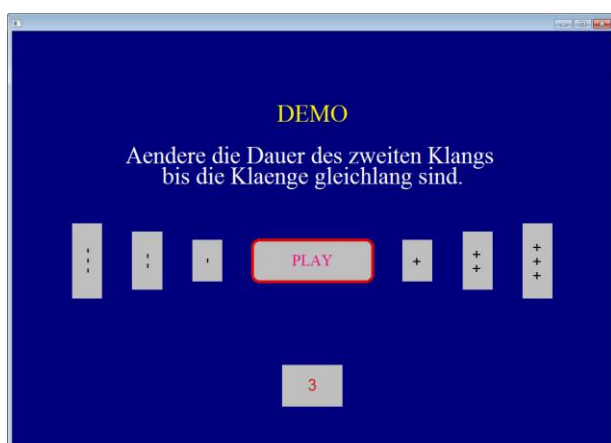 DEMO
Aendere die Dauer des zweiten Klangs
bis die Klaenge gleichlang sind.
- - - - - - PLAY + + + + + +
3